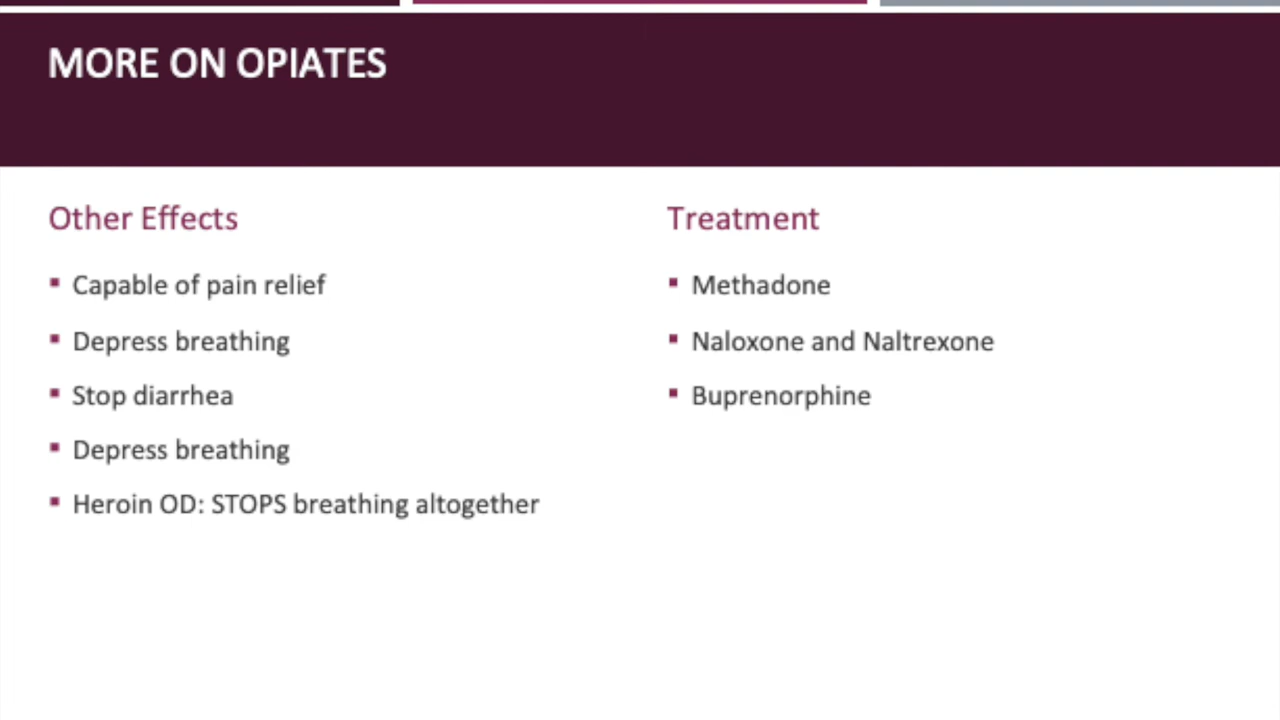 MORE ON OPIATES
Other Effects
Capable of pain relief
Depress breathing
Stop diarrhea
Depress breathing
Heroin OD: STOPS breathing altogether
Treatment
Methadone
Naloxone and Naltrexone
Buprenorphine